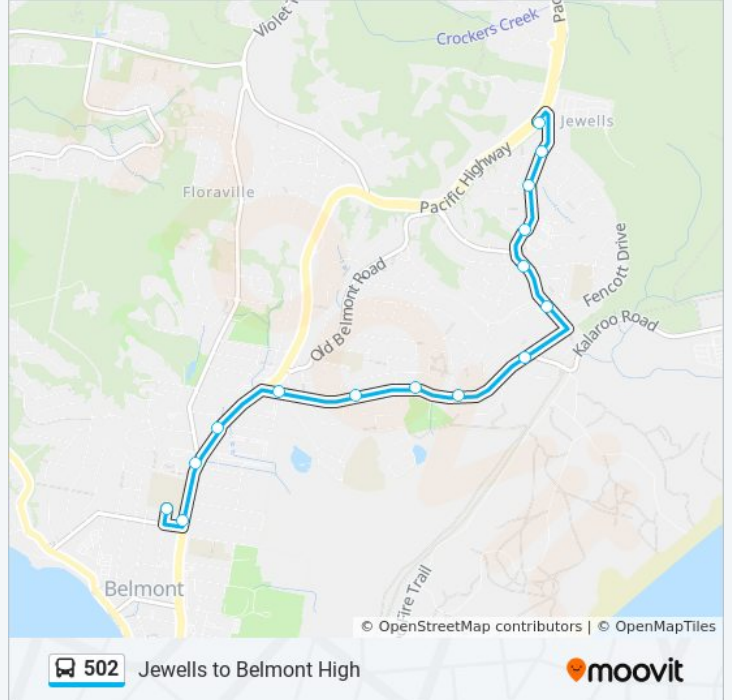 Violet
Pac
Crockers Creek
Jewells
Pacific Highway
Floraville
Fencott Drive
Old Belmont Road
Kalaroo Road
Belmont
Fire Trail
© OpenStreetMap contributors | © OpenMapTiles
502 Jewells to Belmont High
moovit